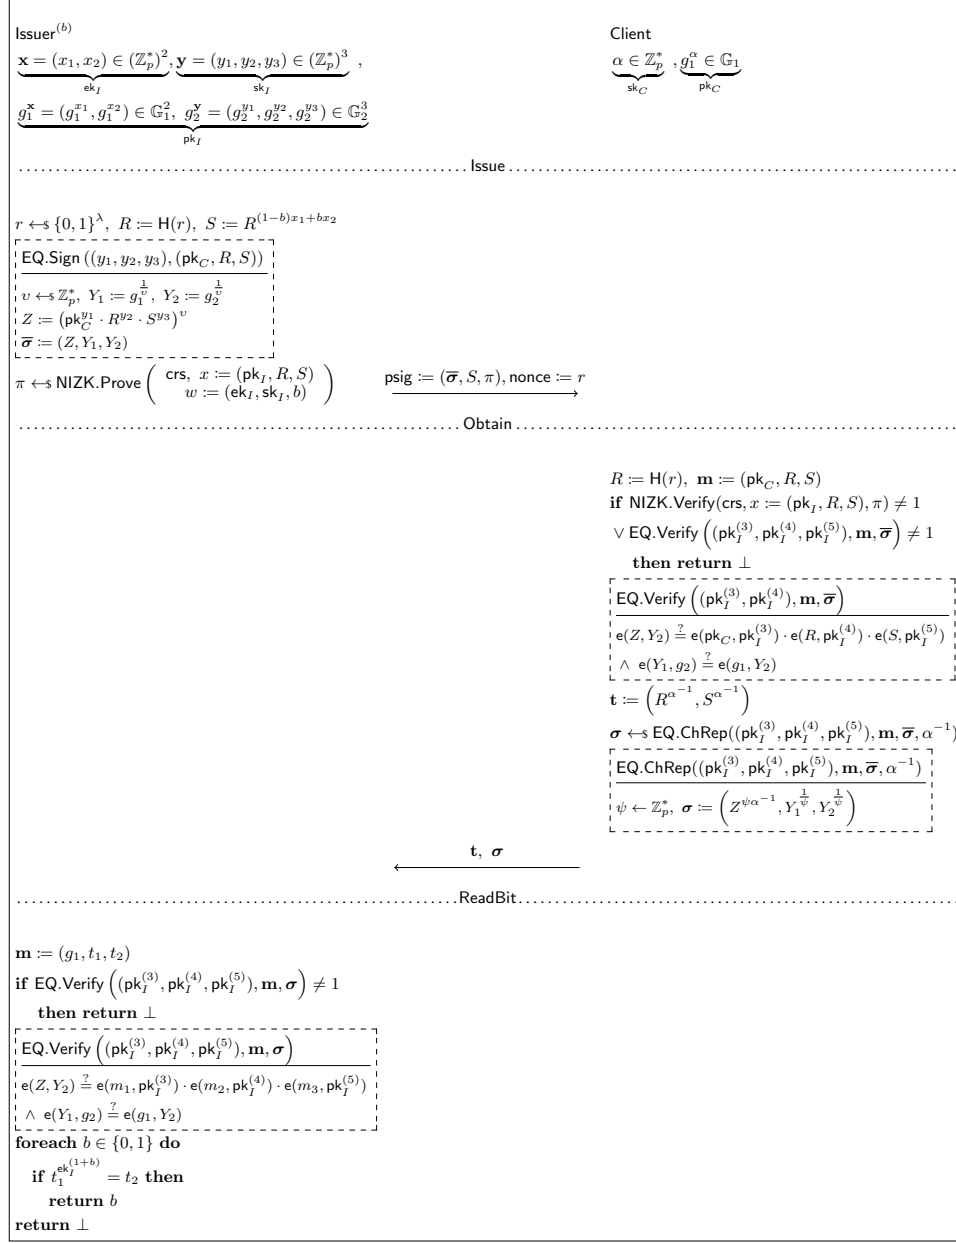 Issuer^{(b)}
Client
x = (x_1, x_2) ∈ (ℤ_p^*)^2, y = (y_1, y_2, y_3) ∈ (ℤ_p^*)^3 ,
ek_I sk_I
α ∈ ℤ_p^* , g_1^α ∈ 𝔾_1
sk_C pk_C
g_1^x = (g_1^{x_1}, g_1^{x_2}) ∈ 𝔾_1^2, g_2^y = (g_2^{y_1}, g_2^{y_2}, g_2^{y_3}) ∈ 𝔾_2^3
pk_I
Issue
r ←$ {0, 1}^λ, R := H(r), S := R^{(1−b)x_1+bx_2}
EQ.Sign ((y_1, y_2, y_3), (pk_C, R, S))
υ ←$ ℤ_p^*, Y_1 := g_1^{1/υ}, Y_2 := g_2^{1/υ}
Z := (pk_C^{y_1} · R^{y_2} · S^{y_3})^υ
σ̅ := (Z, Y_1, Y_2)
π ←$ NIZK.Prove ( crs, x := (pk_I, R, S)
w := (ek_I, sk_I, b) )
psig := (σ̅, S, π), nonce := r
Obtain
R := H(r), m := (pk_C, R, S)
if NIZK.Verify(crs, x := (pk_I, R, S), π) ≠ 1
∨ EQ.Verify ((pk_I^{(3)}, pk_I^{(4)}, pk_I^{(5)}), m, σ̅) ≠ 1
then return ⊥
EQ.Verify ((pk_I^{(3)}, pk_I^{(4)}), m, σ̅)
e(Z, Y_2) ≟ e(pk_C, pk_I^{(3)}) · e(R, pk_I^{(4)}) · e(S, pk_I^{(5)})
∧ e(Y_1, g_2) ≟ e(g_1, Y_2)
t := (R^{α^{−1}}, S^{α^{−1}})
σ ←$ EQ.ChRep((pk_I^{(3)}, pk_I^{(4)}, pk_I^{(5)}), m, σ̅, α^{−1})
EQ.ChRep((pk_I^{(3)}, pk_I^{(4)}, pk_I^{(5)}), m, σ̅, α^{−1})
ψ ← ℤ_p^*, σ := (Z^{ψα^{−1}}, Y_1^{1/ψ}, Y_2^{1/ψ})
t, σ
ReadBit
m := (g_1, t_1, t_2)
if EQ.Verify ((pk_I^{(3)}, pk_I^{(4)}, pk_I^{(5)}), m, σ) ≠ 1
then return ⊥
EQ.Verify ((pk_I^{(3)}, pk_I^{(4)}, pk_I^{(5)}), m, σ)
e(Z, Y_2) ≟ e(m_1, pk_I^{(3)}) · e(m_2, pk_I^{(4)}) · e(m_3, pk_I^{(5)})
∧ e(Y_1, g_2) ≟ e(g_1, Y_2)
foreach b ∈ {0, 1} do
if t_1^{ek_I^{(1+b)}} = t_2 then
return b
return ⊥